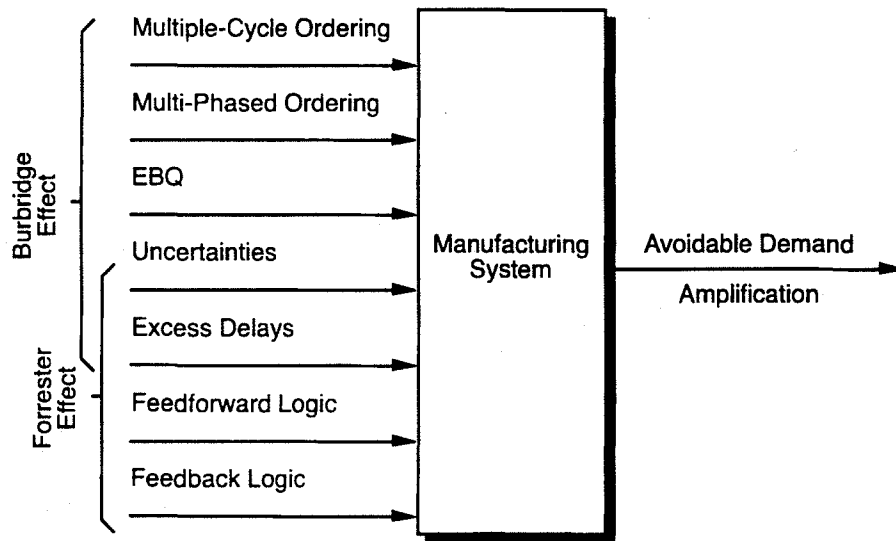 Multiple-Cycle Ordering
Multi-Phased Ordering
EBQ
Uncertainties
Excess Delays
Feedforward Logic
Feedback Logic
Burbridge
Effect
Forrester
Effect
Manufacturing
System
Avoidable Demand
Amplification